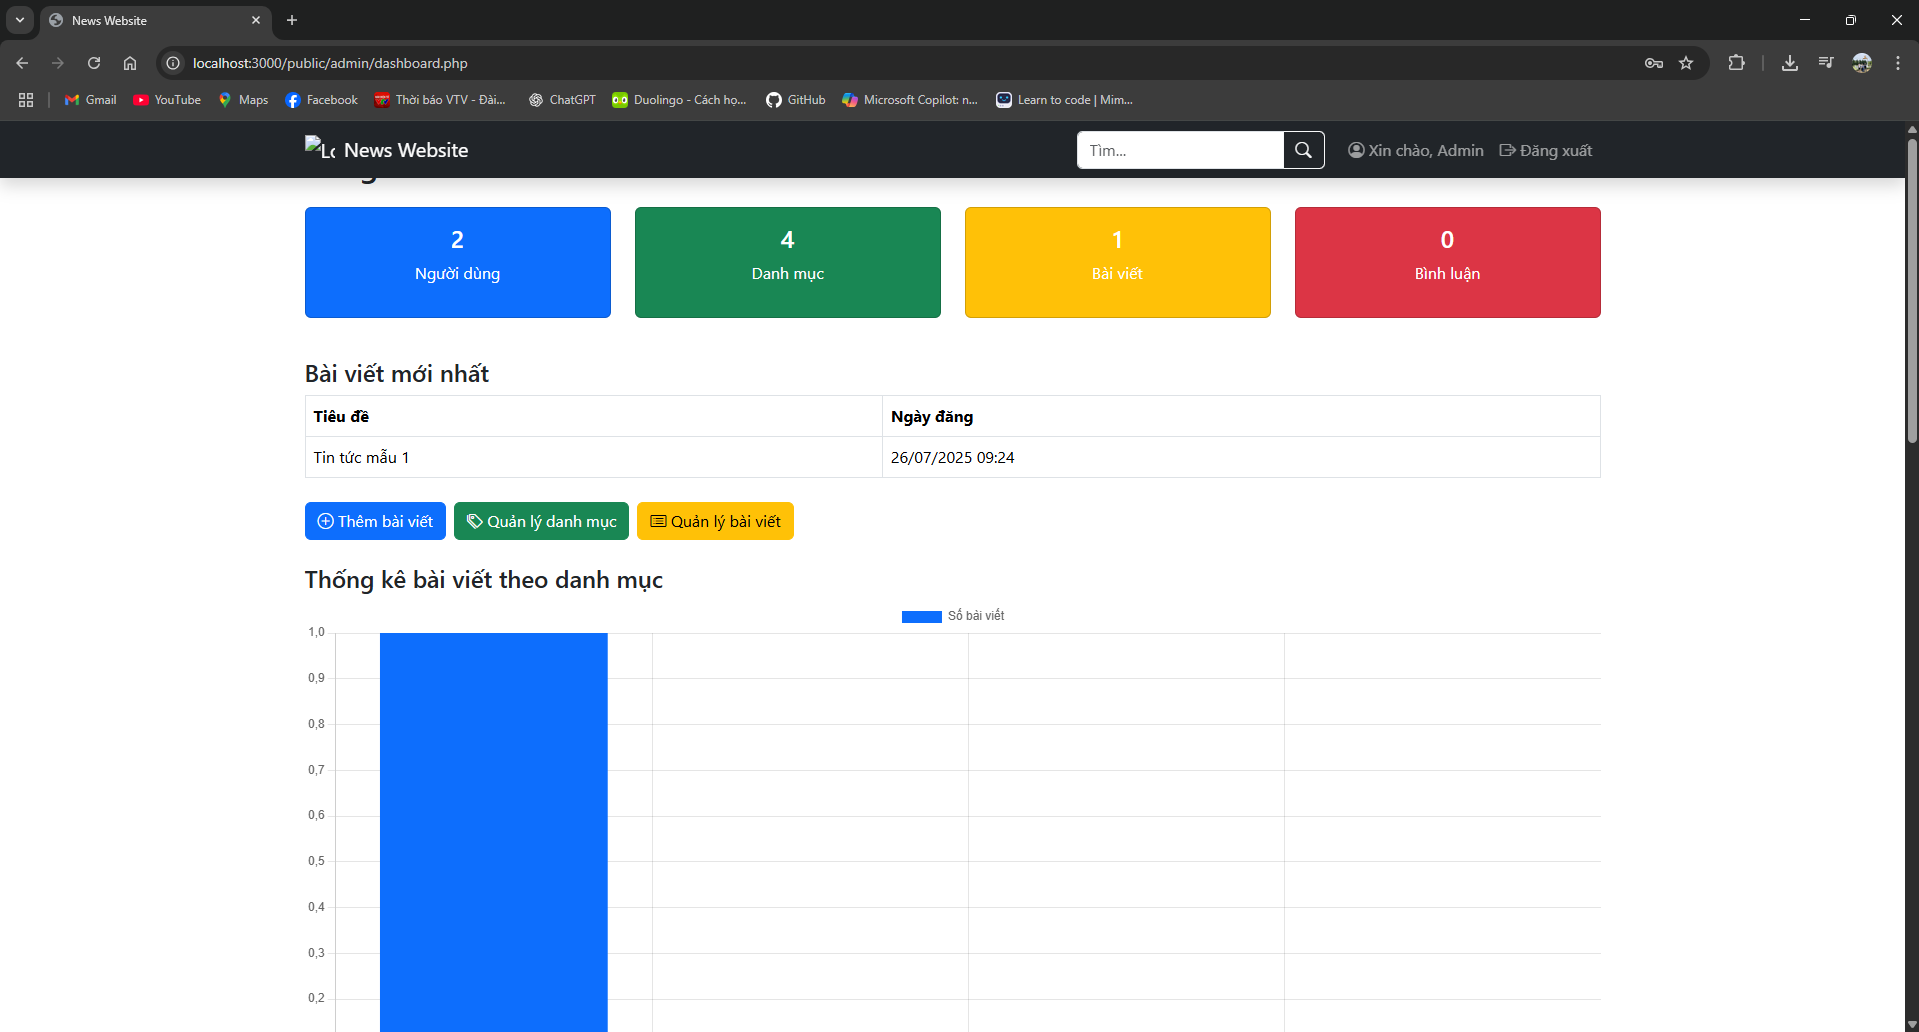 News Website
localhost:3000/public/admin/dashboard.php
Gmail YouTube Maps Facebook Thời báo VTV - Đài... ChatGPT Duolingo - Cách họ... GitHub Microsoft Copilot: n... Learn to code | Mim...
News Website Tìm... Xin chào, Admin Đăng xuất
2
Người dùng
4
Danh mục
1
Bài viết
0
Bình luận
Bài viết mới nhất
Tiêu đề Ngày đăng
Tin tức mẫu 1 26/07/2025 09:24
Thêm bài viết Quản lý danh mục Quản lý bài viết
Thống kê bài viết theo danh mục
Số bài viết
1,0
0,9
0,8
0,7
0,6
0,5
0,4
0,3
0,2